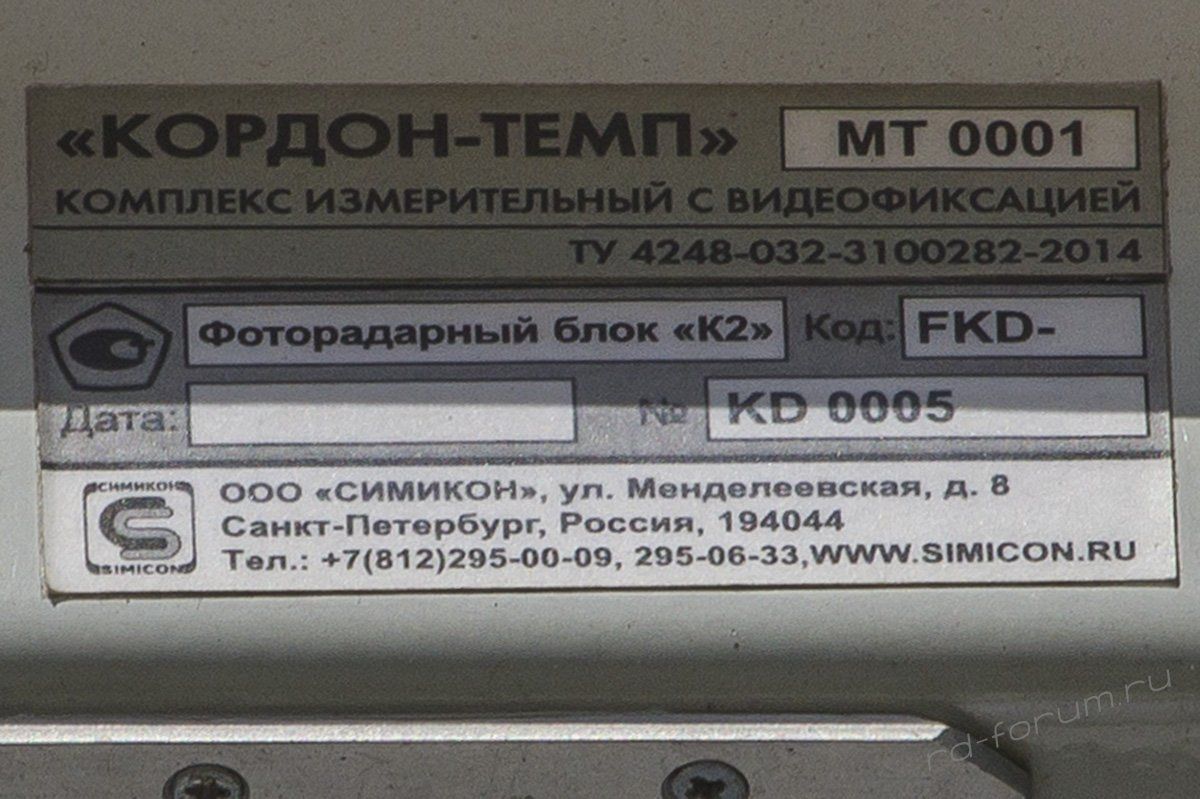 «КОРДОН-ТЕМП» МТ 0001
КОМПЛЕКС ИЗМЕРИТЕЛЬНЫЙ С ВИДЕОФИКСАЦИЕЙ
ТУ 4248-032-3100282-2014
Фоторадарный блок «К2» Код: FKD-
Дата: № KD 0005
СИМИКОН
SIMICON
ООО «СИМИКОН», ул. Менделеевская, д. 8
Санкт-Петербург, Россия, 194044
Тел.: +7(812)295-00-09, 295-06-33,WWW.SIMICON.RU
rd-forum.ru